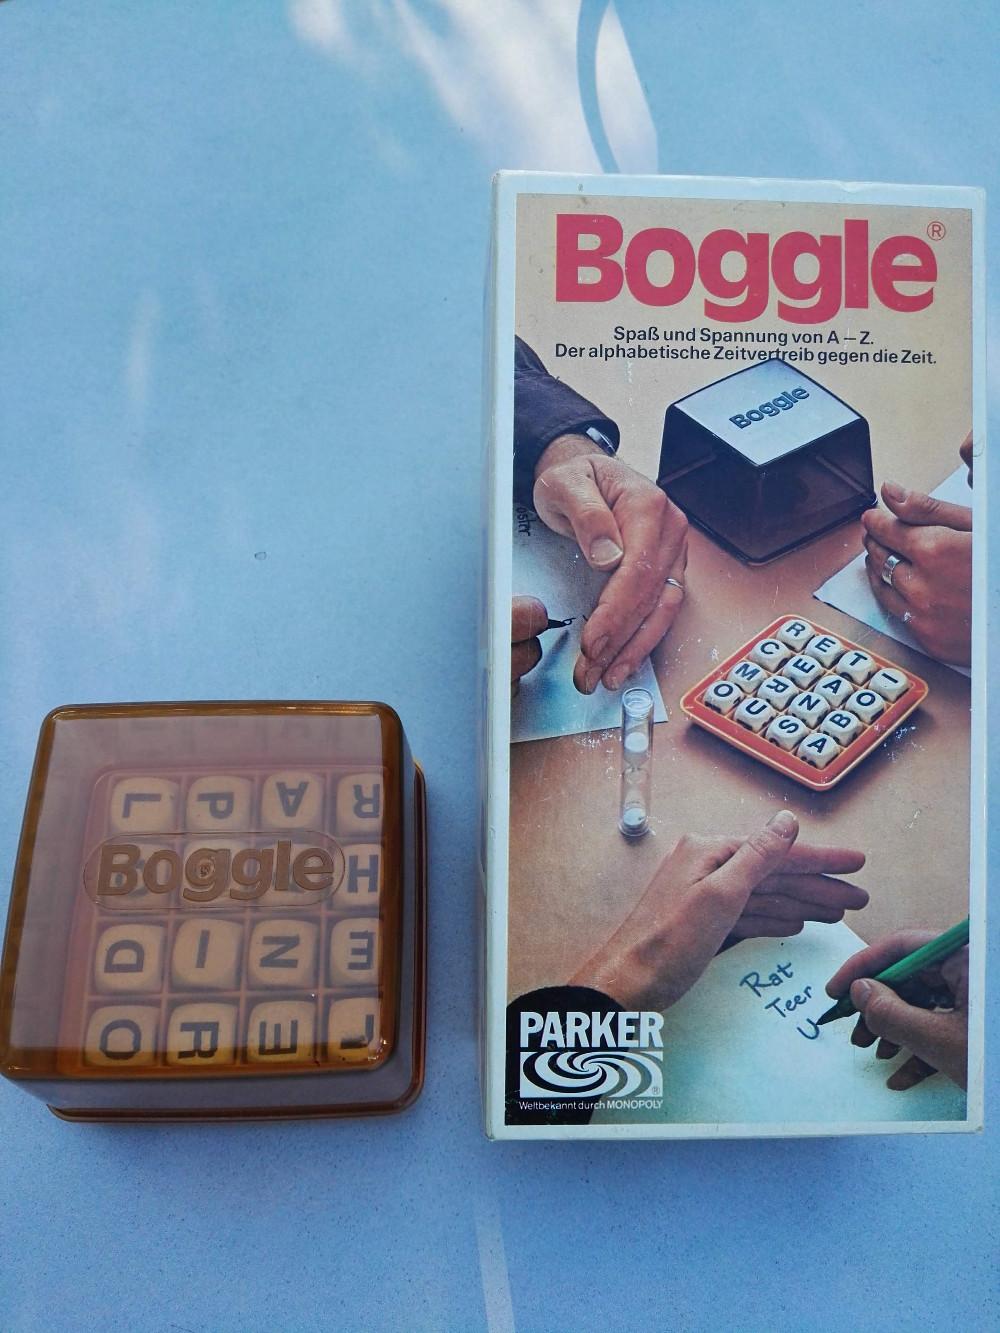 Boggle®
Spaß und Spannung von A – Z.
Der alphabetische Zeitvertreib gegen die Zeit.
Boggle
R E T I
C E A O
M R N B
O U S A
Rat
Teer
U
PARKER
Weltbekannt durch MONOPOLY
L P A R
Boggle
H
D I N E
O R E